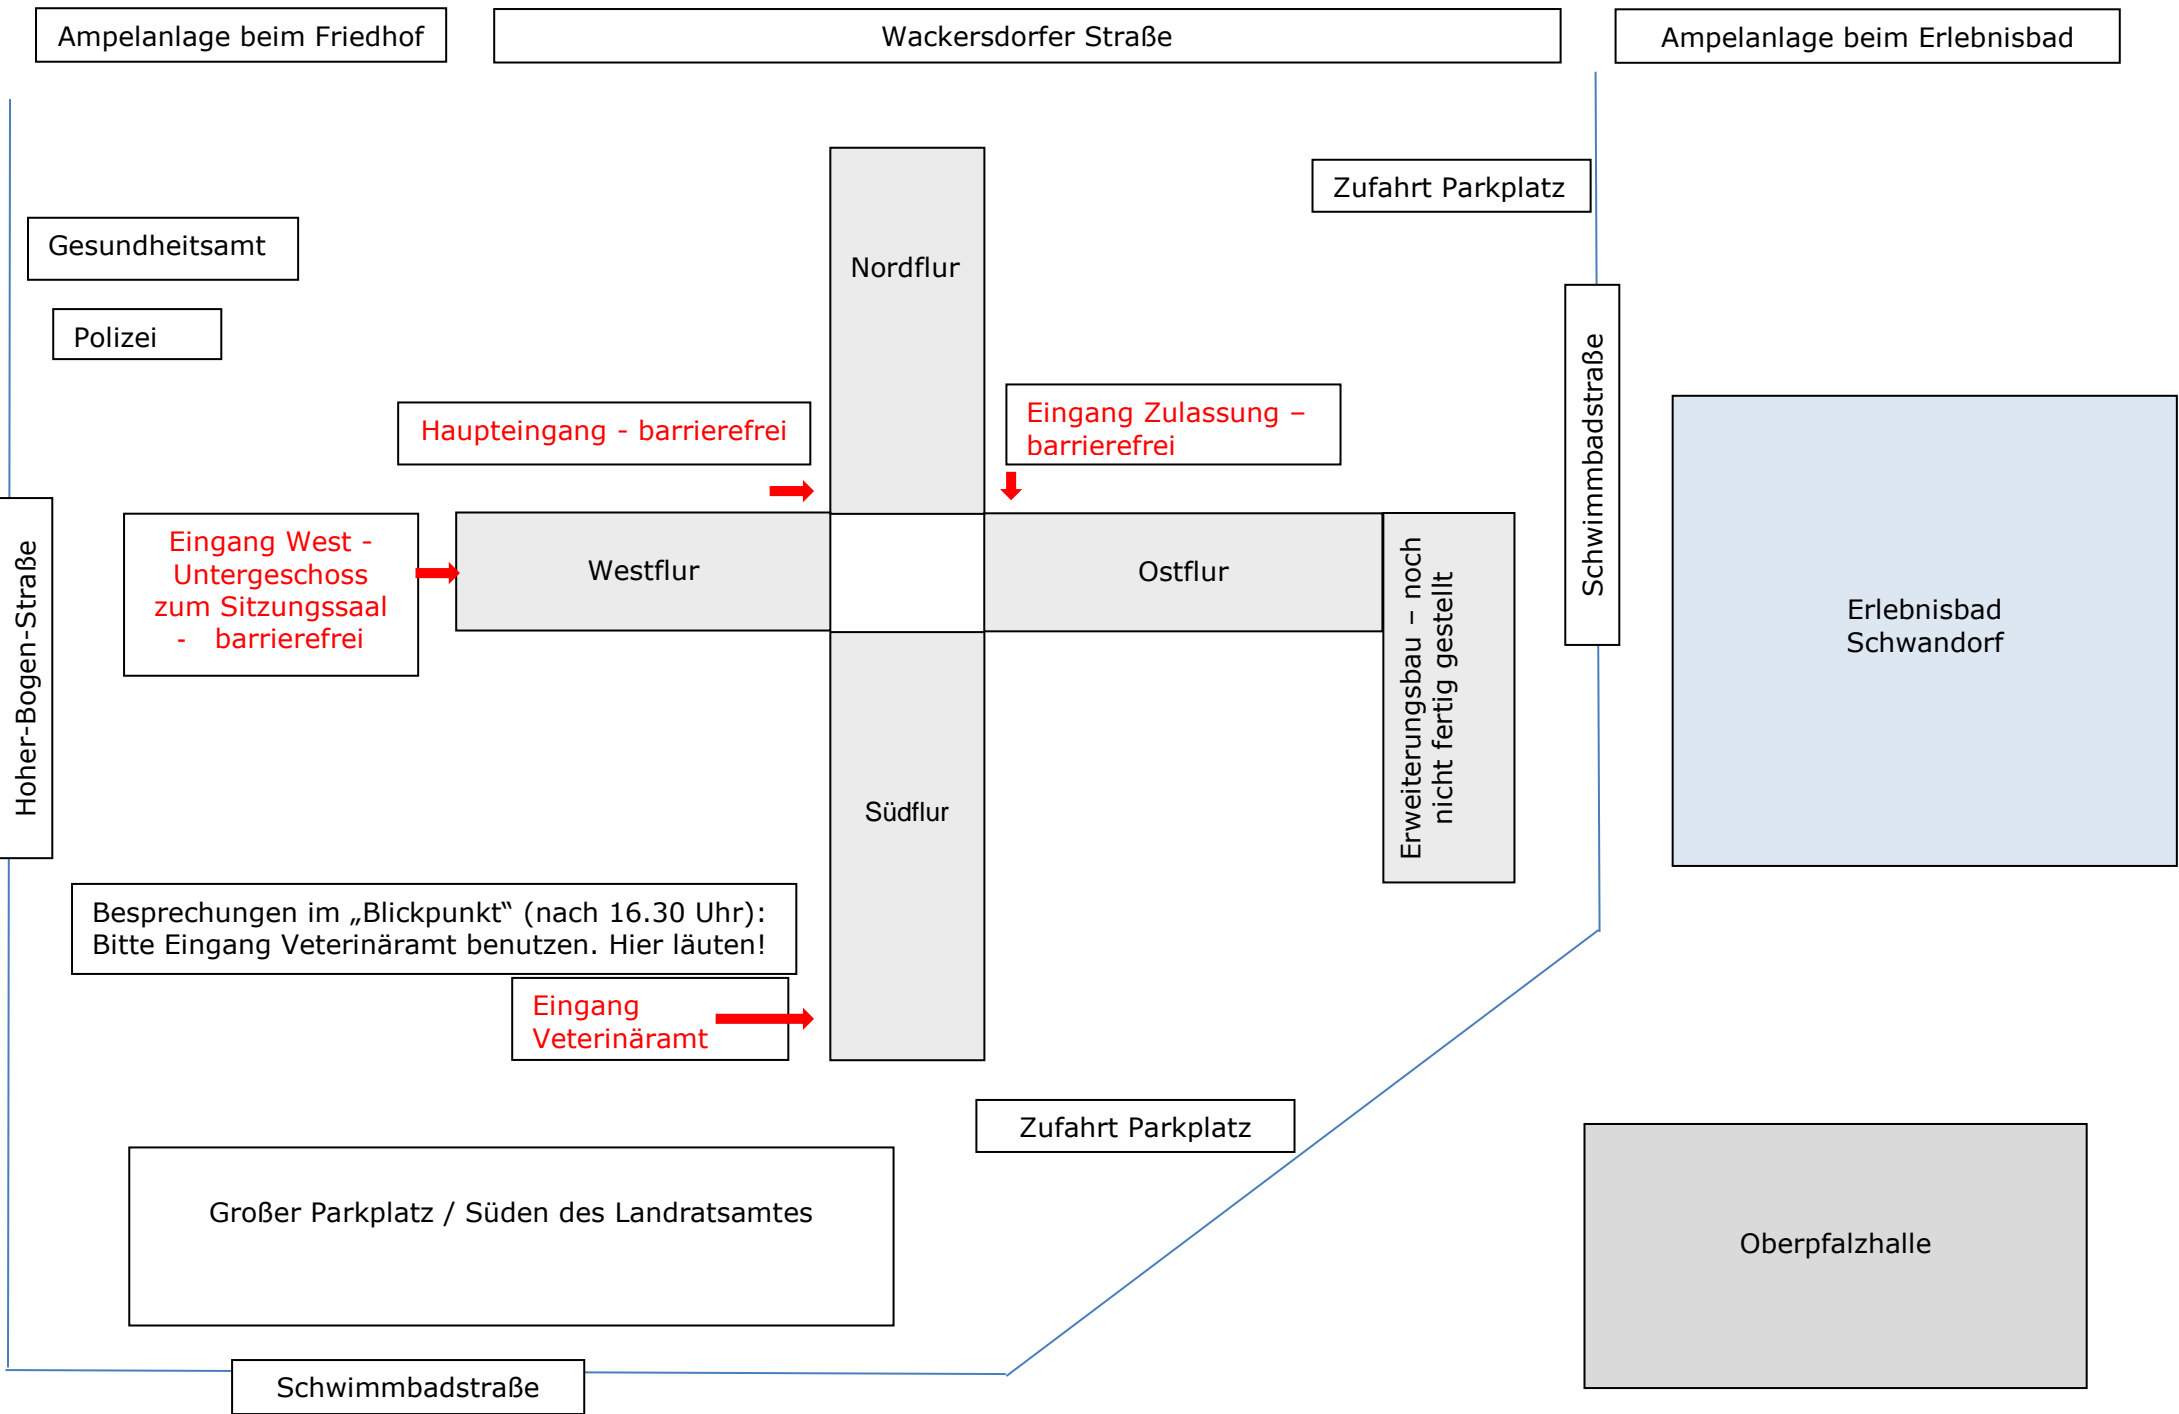 Ampelanlage beim Friedhof
Wackersdorfer Straße
Ampelanlage beim Erlebnisbad
Zufahrt Parkplatz
Gesundheitsamt
Nordflur
Polizei
Haupteingang - barrierefrei
Eingang Zulassung –
barrierefrei
Schwimmbadstraße
Hoher-Bogen-Straße
Eingang West -
Untergeschoss
zum Sitzungssaal
- barrierefrei
Westflur
Ostflur
Erweiterungsbau – noch
nicht fertig gestellt
Erlebnisbad
Schwandorf
Südflur
Besprechungen im „Blickpunkt“ (nach 16.30 Uhr):
Bitte Eingang Veterinäramt benutzen. Hier läuten!
Eingang
Veterinäramt
Zufahrt Parkplatz
Großer Parkplatz / Süden des Landratsamtes
Oberpfalzhalle
Schwimmbadstraße